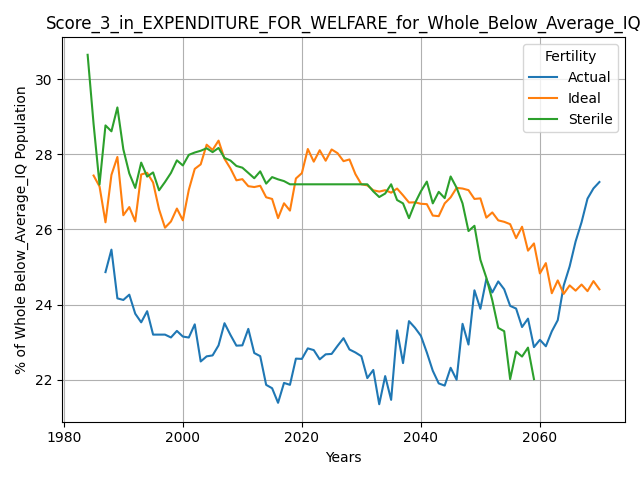 Score_3_in_EXPENDITURE_FOR_WELFARE_for_Whole_Below_Average_IQ
Fertility
Actual
Ideal
Sterile
% of Whole Below_Average_IQ Population
30
28
26
24
22
1980
2000
2020
2040
2060
Years